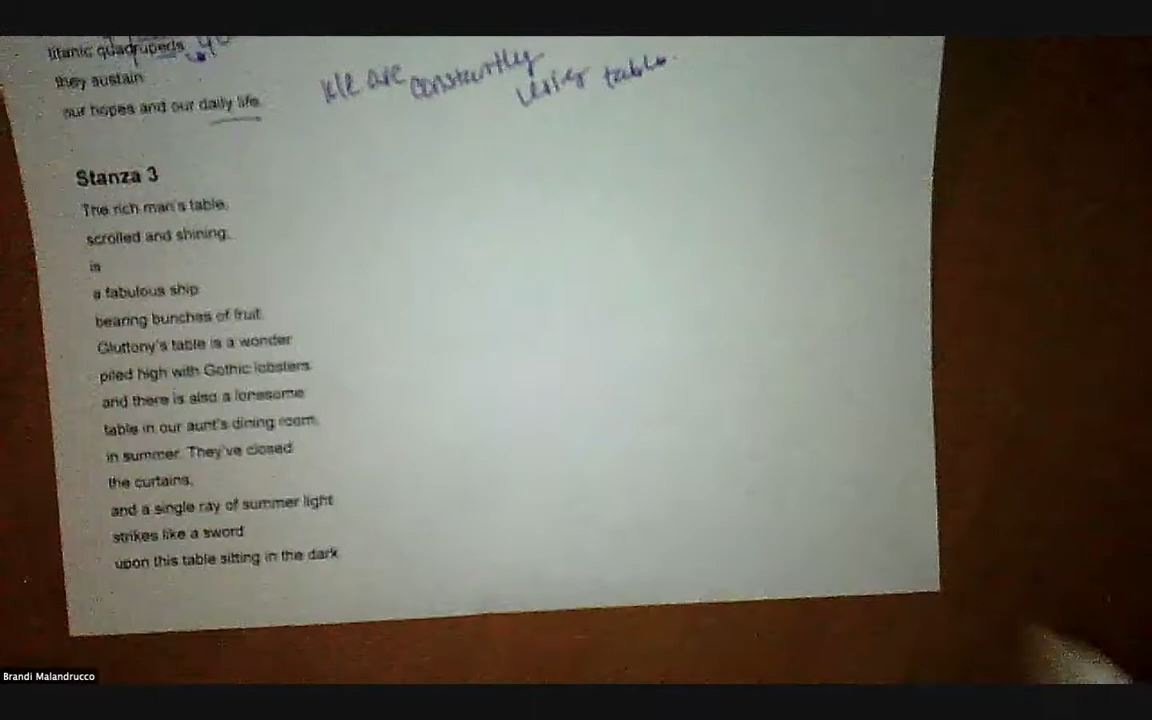 titanic quadrupeds
they sustain
our hopes and our daily life.
We are constantly using table
Stanza 3
The rich man's table,
scrolled and shining,
is
a fabulous ship
bearing bunches of fruit.
Gluttony's table is a wonder
piled high with Gothic lobsters
and there is also a lonesome
table in our aunt's dining room,
in summer. They've closed
the curtains,
and a single ray of summer light
strikes like a sword
upon this table sitting in the dark
Brandi Malandrucco